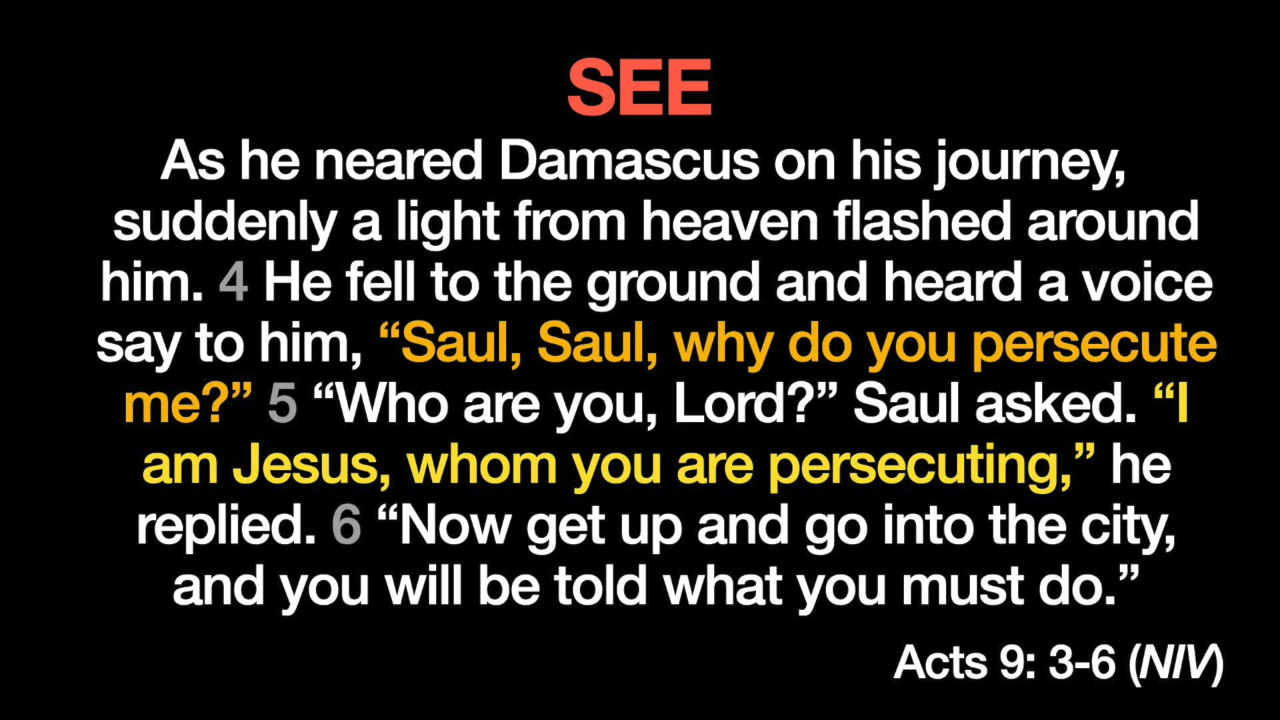 SEE
As he neared Damascus on his journey,
suddenly a light from heaven flashed around
him. 4 He fell to the ground and heard a voice
say to him, “Saul, Saul, why do you persecute
me?” 5 “Who are you, Lord?” Saul asked. “I
am Jesus, whom you are persecuting,” he
replied. 6 “Now get up and go into the city,
and you will be told what you must do.”
Acts 9: 3-6 (NIV)